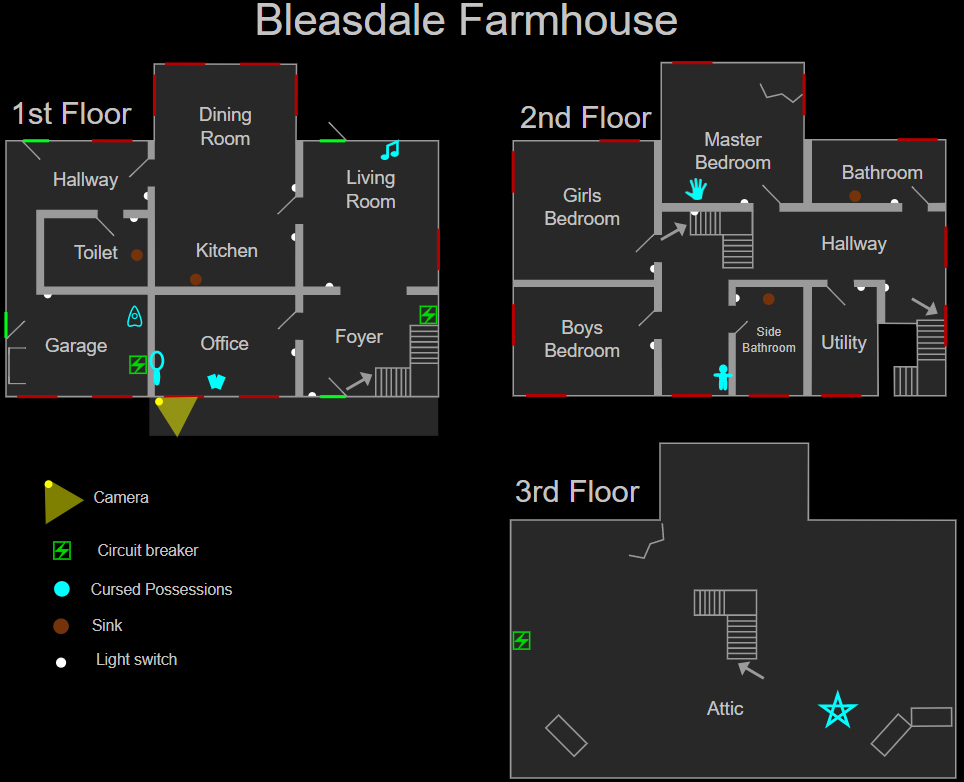 Bleasdale Farmhouse
1st Floor
Dining
Room
Hallway
Living
Room
Toilet
Kitchen
Garage
Office
Foyer
2nd Floor
Master
Bedroom
Bathroom
Girls
Bedroom
Hallway
Boys
Bedroom
Side
Bathroom
Utility
3rd Floor
Attic
Camera
Circuit breaker
Cursed Possessions
Sink
Light switch